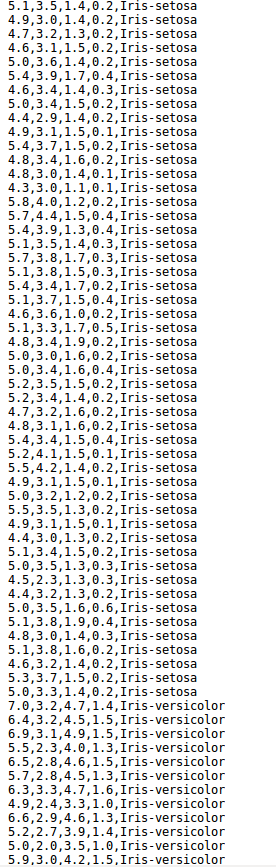 5.1,3.5,1.4,0.2,Iris-setosa
4.9,3.0,1.4,0.2,Iris-setosa
4.7,3.2,1.3,0.2,Iris-setosa
4.6,3.1,1.5,0.2,Iris-setosa
5.0,3.6,1.4,0.2,Iris-setosa
5.4,3.9,1.7,0.4,Iris-setosa
4.6,3.4,1.4,0.3,Iris-setosa
5.0,3.4,1.5,0.2,Iris-setosa
4.4,2.9,1.4,0.2,Iris-setosa
4.9,3.1,1.5,0.1,Iris-setosa
5.4,3.7,1.5,0.2,Iris-setosa
4.8,3.4,1.6,0.2,Iris-setosa
4.8,3.0,1.4,0.1,Iris-setosa
4.3,3.0,1.1,0.1,Iris-setosa
5.8,4.0,1.2,0.2,Iris-setosa
5.7,4.4,1.5,0.4,Iris-setosa
5.4,3.9,1.3,0.4,Iris-setosa
5.1,3.5,1.4,0.3,Iris-setosa
5.7,3.8,1.7,0.3,Iris-setosa
5.1,3.8,1.5,0.3,Iris-setosa
5.4,3.4,1.7,0.2,Iris-setosa
5.1,3.7,1.5,0.4,Iris-setosa
4.6,3.6,1.0,0.2,Iris-setosa
5.1,3.3,1.7,0.5,Iris-setosa
4.8,3.4,1.9,0.2,Iris-setosa
5.0,3.0,1.6,0.2,Iris-setosa
5.0,3.4,1.6,0.4,Iris-setosa
5.2,3.5,1.5,0.2,Iris-setosa
5.2,3.4,1.4,0.2,Iris-setosa
4.7,3.2,1.6,0.2,Iris-setosa
4.8,3.1,1.6,0.2,Iris-setosa
5.4,3.4,1.5,0.4,Iris-setosa
5.2,4.1,1.5,0.1,Iris-setosa
5.5,4.2,1.4,0.2,Iris-setosa
4.9,3.1,1.5,0.1,Iris-setosa
5.0,3.2,1.2,0.2,Iris-setosa
5.5,3.5,1.3,0.2,Iris-setosa
4.9,3.1,1.5,0.1,Iris-setosa
4.4,3.0,1.3,0.2,Iris-setosa
5.1,3.4,1.5,0.2,Iris-setosa
5.0,3.5,1.3,0.3,Iris-setosa
4.5,2.3,1.3,0.3,Iris-setosa
4.4,3.2,1.3,0.2,Iris-setosa
5.0,3.5,1.6,0.6,Iris-setosa
5.1,3.8,1.9,0.4,Iris-setosa
4.8,3.0,1.4,0.3,Iris-setosa
5.1,3.8,1.6,0.2,Iris-setosa
4.6,3.2,1.4,0.2,Iris-setosa
5.3,3.7,1.5,0.2,Iris-setosa
5.0,3.3,1.4,0.2,Iris-setosa
7.0,3.2,4.7,1.4,Iris-versicolor
6.4,3.2,4.5,1.5,Iris-versicolor
6.9,3.1,4.9,1.5,Iris-versicolor
5.5,2.3,4.0,1.3,Iris-versicolor
6.5,2.8,4.6,1.5,Iris-versicolor
5.7,2.8,4.5,1.3,Iris-versicolor
6.3,3.3,4.7,1.6,Iris-versicolor
4.9,2.4,3.3,1.0,Iris-versicolor
6.6,2.9,4.6,1.3,Iris-versicolor
5.2,2.7,3.9,1.4,Iris-versicolor
5.0,2.0,3.5,1.0,Iris-versicolor
5.9,3.0,4.2,1.5,Iris-versicolor